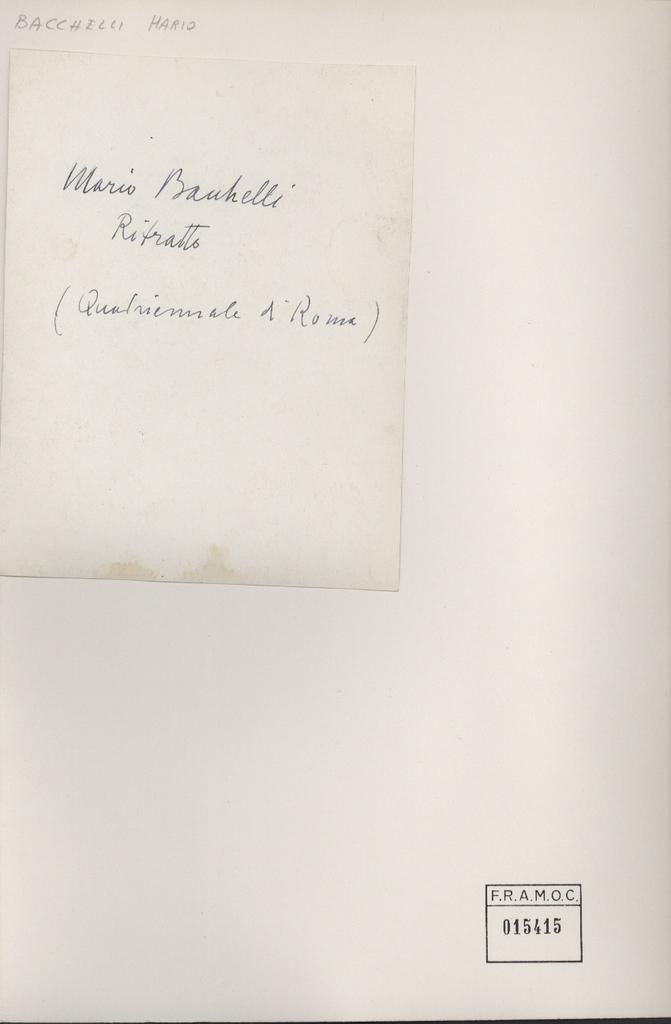 BACCHELLI MARIO
Mario Bacchelli
Ritratto
(Quadriennale di Roma)
F.R.A.M.O.C.
015415